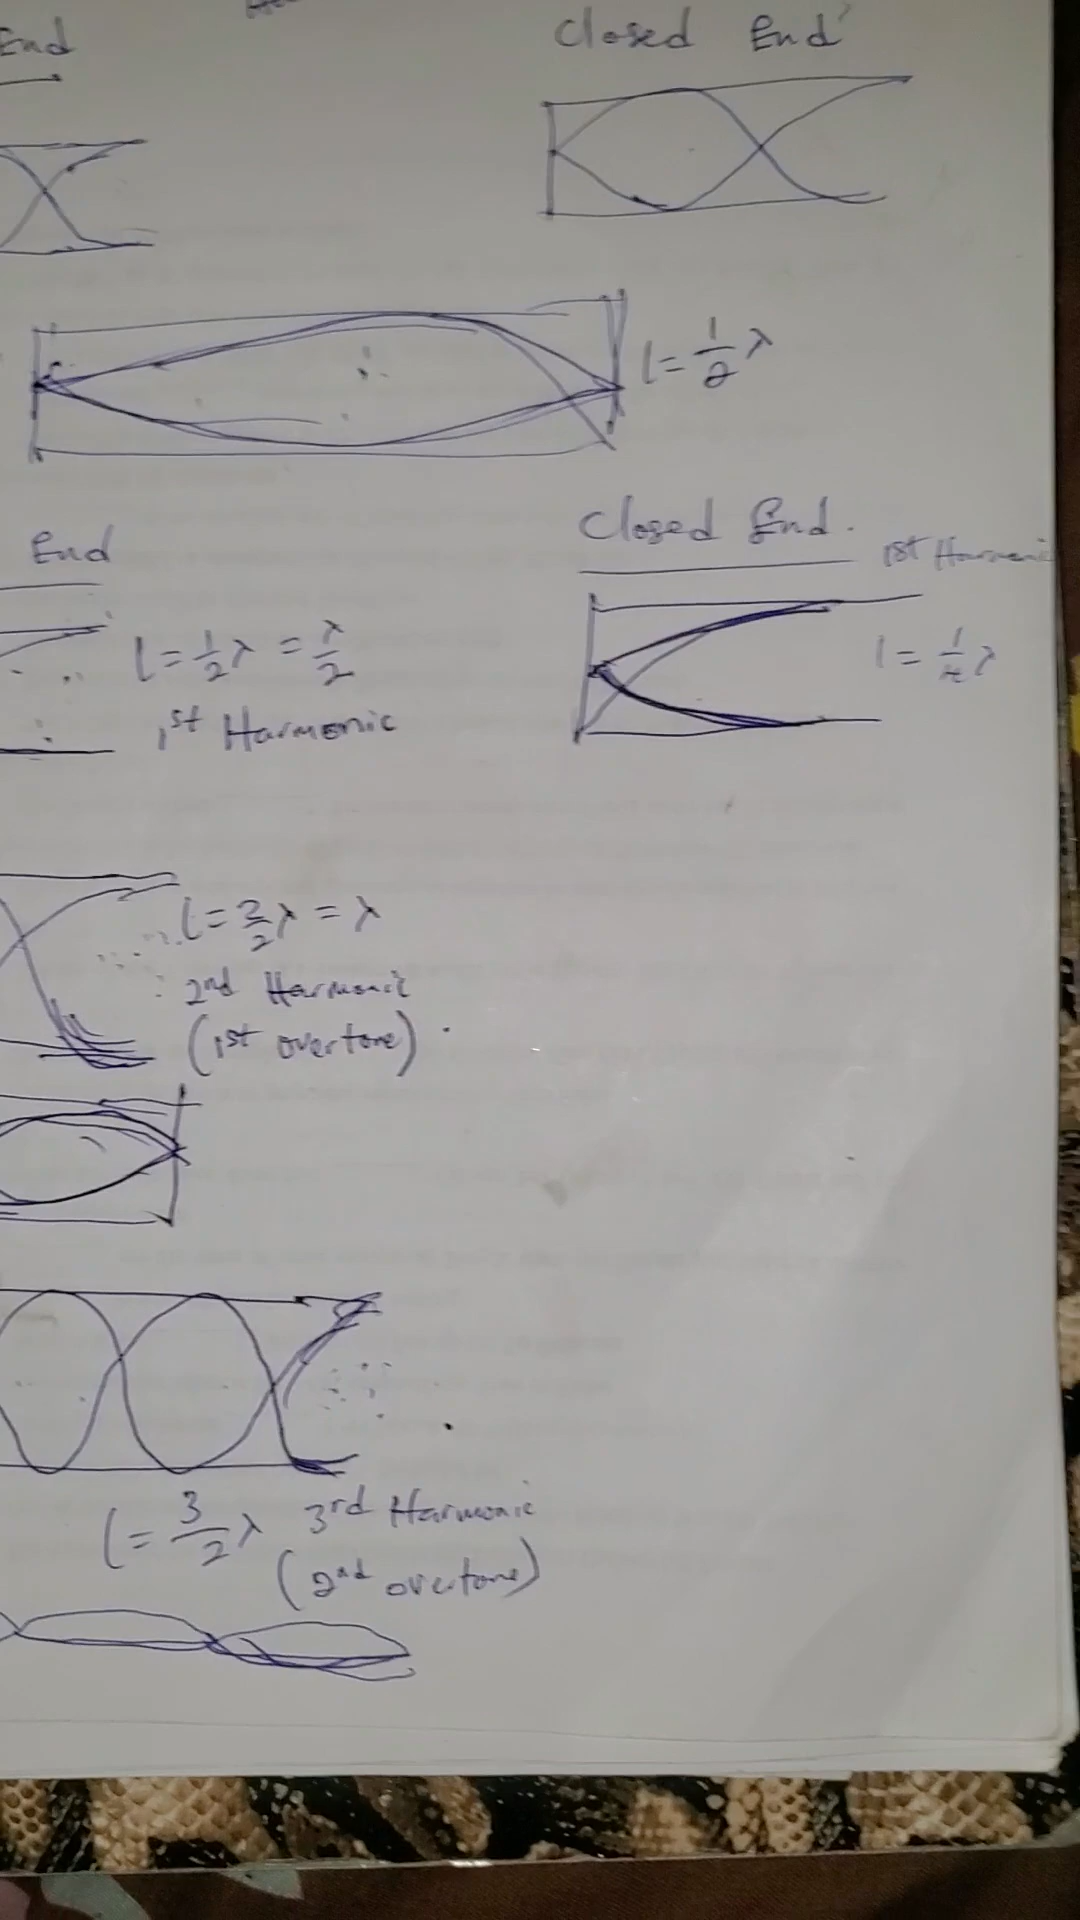 End
Closed End
l = 1/2 λ
End
Closed End.
1st Harmonic
l = 1/2 λ = λ/2
1st Harmonic
l = 1/4 λ
l = 2/2 λ = λ
2nd Harmonic
(1st overtone)
l = 3/2 λ
3rd Harmonic
(2nd overtone)